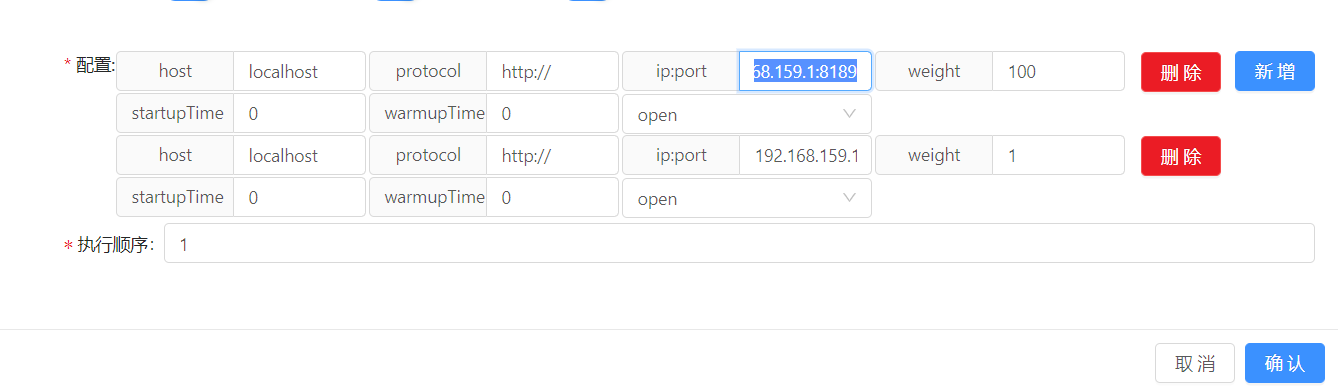 * 配置: host localhost protocol http:// ip:port 68.159.1:8189 weight 100 删 除 新 增
startupTime 0 warmupTime 0 open
host localhost protocol http:// ip:port 192.168.159.1 weight 1 删 除
startupTime 0 warmupTime 0 open
* 执行顺序: 1
取 消 确 认